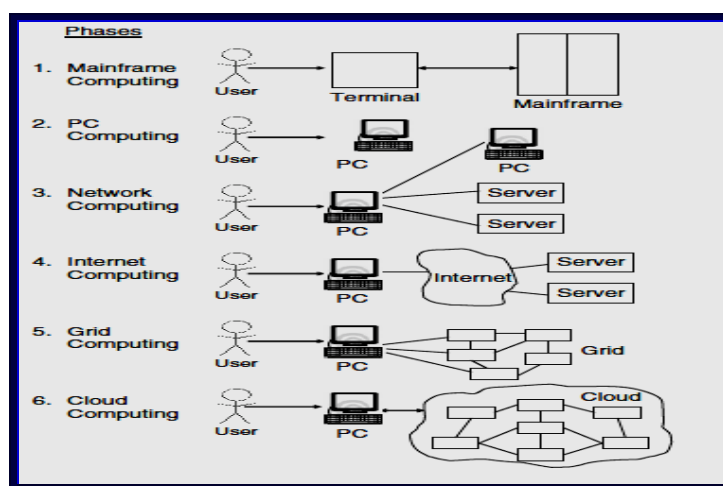 Phases
1. Mainframe
Computing
User
Terminal
Mainframe
2. PC
Computing
User
PC
PC
3. Network
Computing
User
PC
Server
Server
4. Internet
Computing
User
PC
Internet
Server
Server
5. Grid
Computing
User
PC
Grid
6. Cloud
Computing
User
PC
Cloud